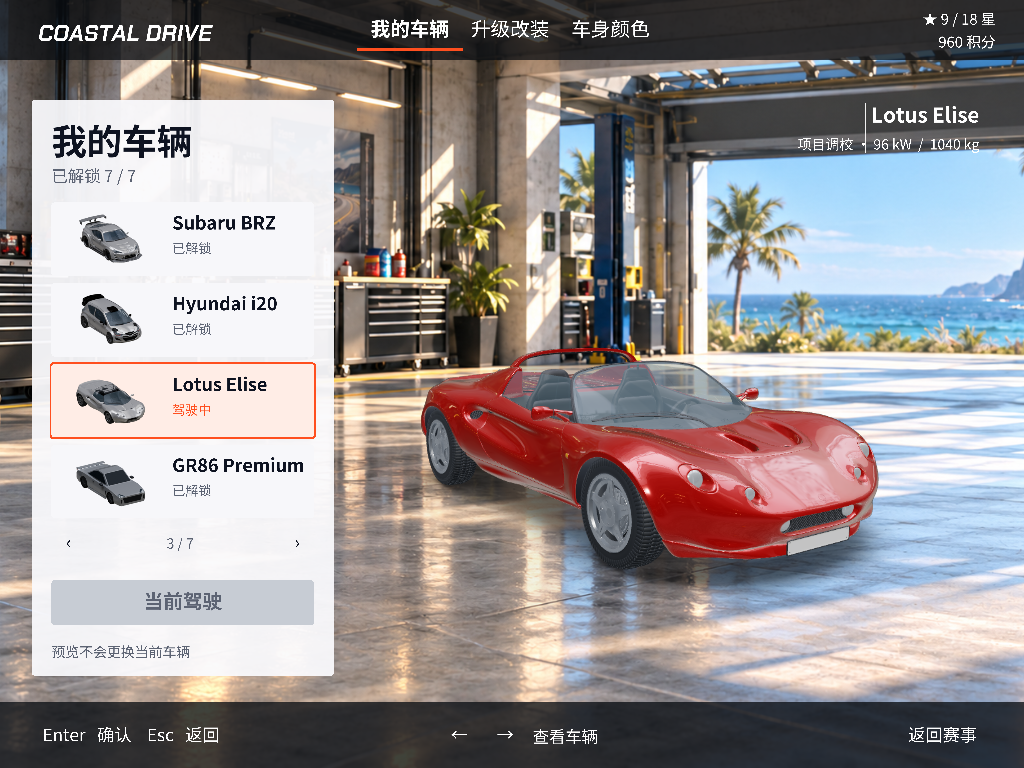 COASTAL DRIVE
我的车辆 升级改装 车身颜色
★ 9 / 18 星
960 积分
Lotus Elise
项目调校 · 96 kW / 1040 kg
我的车辆
已解锁 7 / 7
Subaru BRZ
已解锁
Hyundai i20
已解锁
Lotus Elise
驾驶中
GR86 Premium
已解锁
‹ 3 / 7 ›
当前驾驶
预览不会更换当前车辆
Enter 确认 Esc 返回 ← → 查看车辆 返回赛事